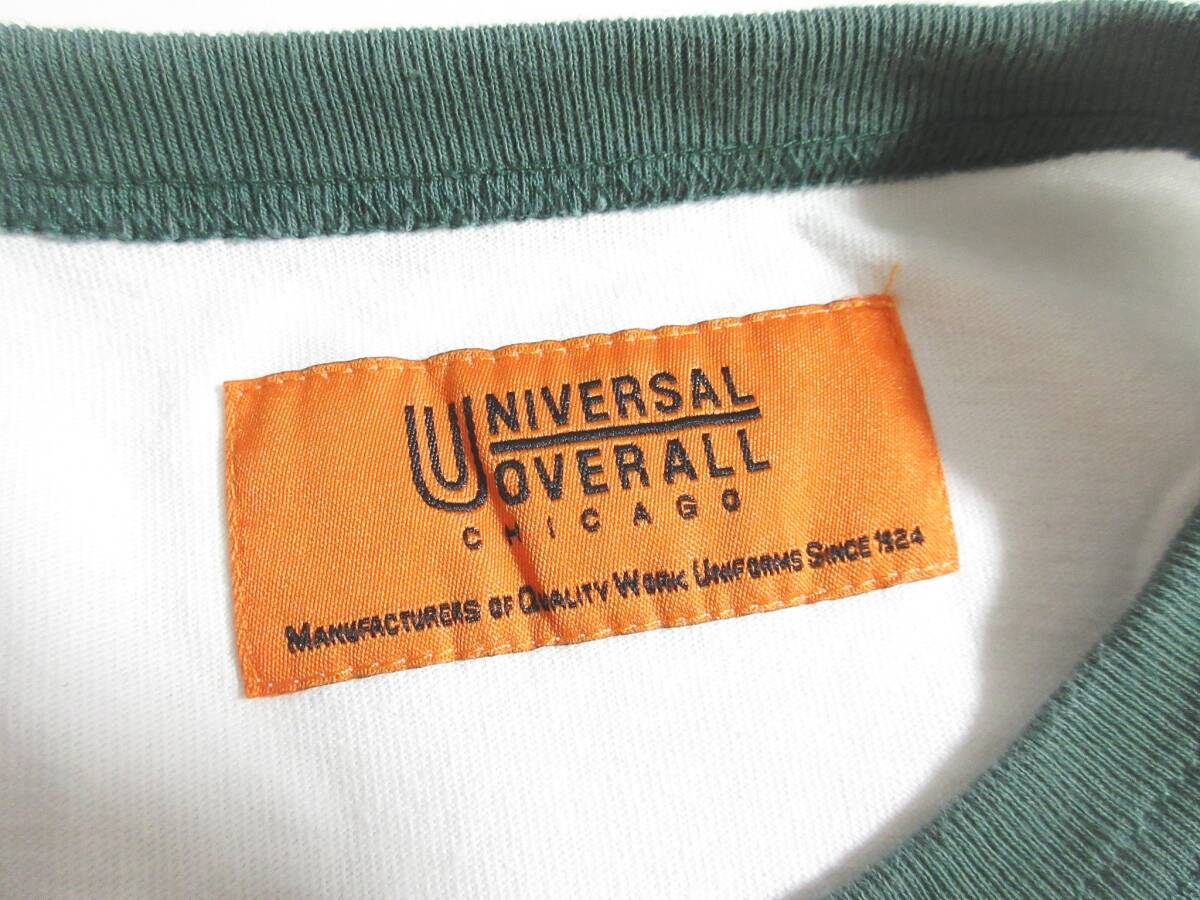 UNIVERSAL
OVERALL
CHICAGO
MANUFACTURERS OF QUALITY WORK UNIFORMS SINCE 1924